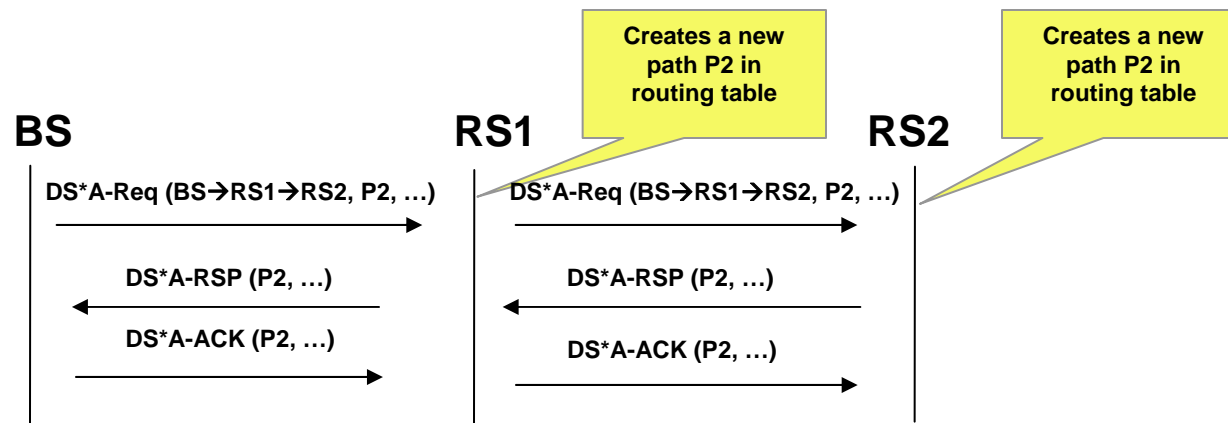 Creates a new
path P2 in
routing table
Creates a new
path P2 in
routing table
BS
RS1
RS2
DS*A-Req (BS→RS1→RS2, P2, …)
DS*A-Req (BS→RS1→RS2, P2, …)
DS*A-RSP (P2, …)
DS*A-RSP (P2, …)
DS*A-ACK (P2, …)
DS*A-ACK (P2, …)